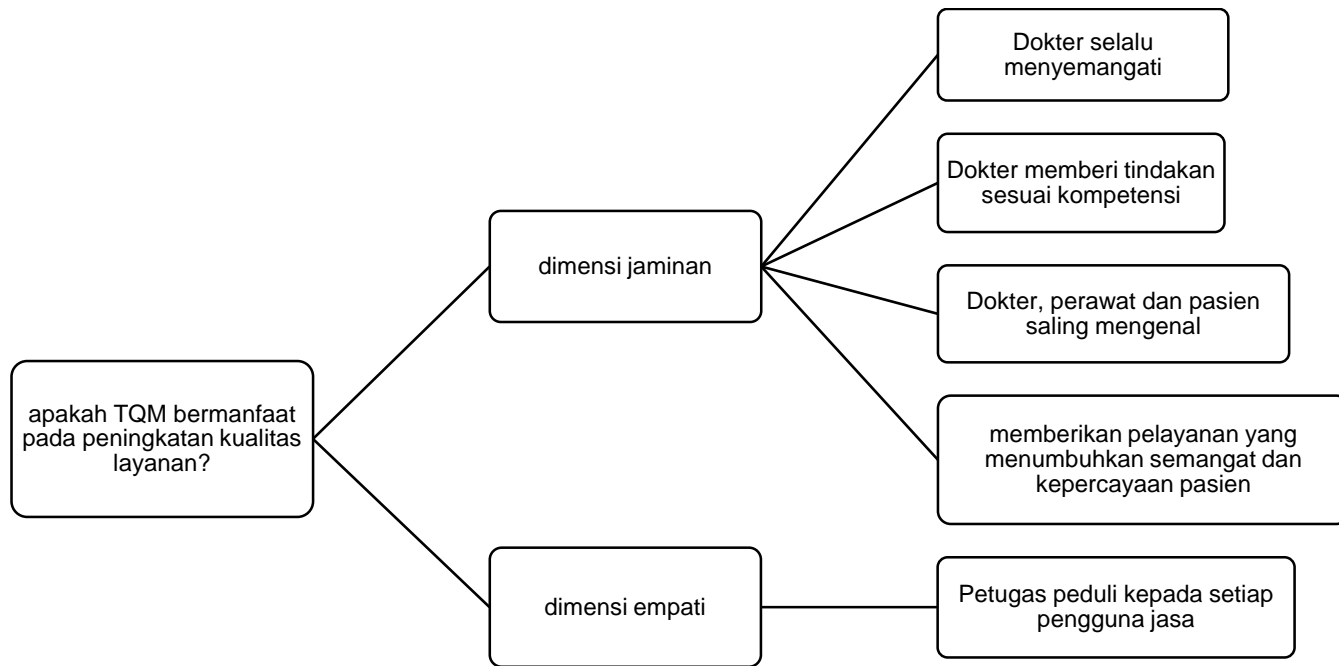 apakah TQM bermanfaat
pada peningkatan kualitas
layanan?
dimensi jaminan
Dokter selalu
menyemangati
Dokter memberi tindakan
sesuai kompetensi
Dokter, perawat dan pasien
saling mengenal
memberikan pelayanan yang
menumbuhkan semangat dan
kepercayaan pasien
dimensi empati
Petugas peduli kepada setiap
pengguna jasa